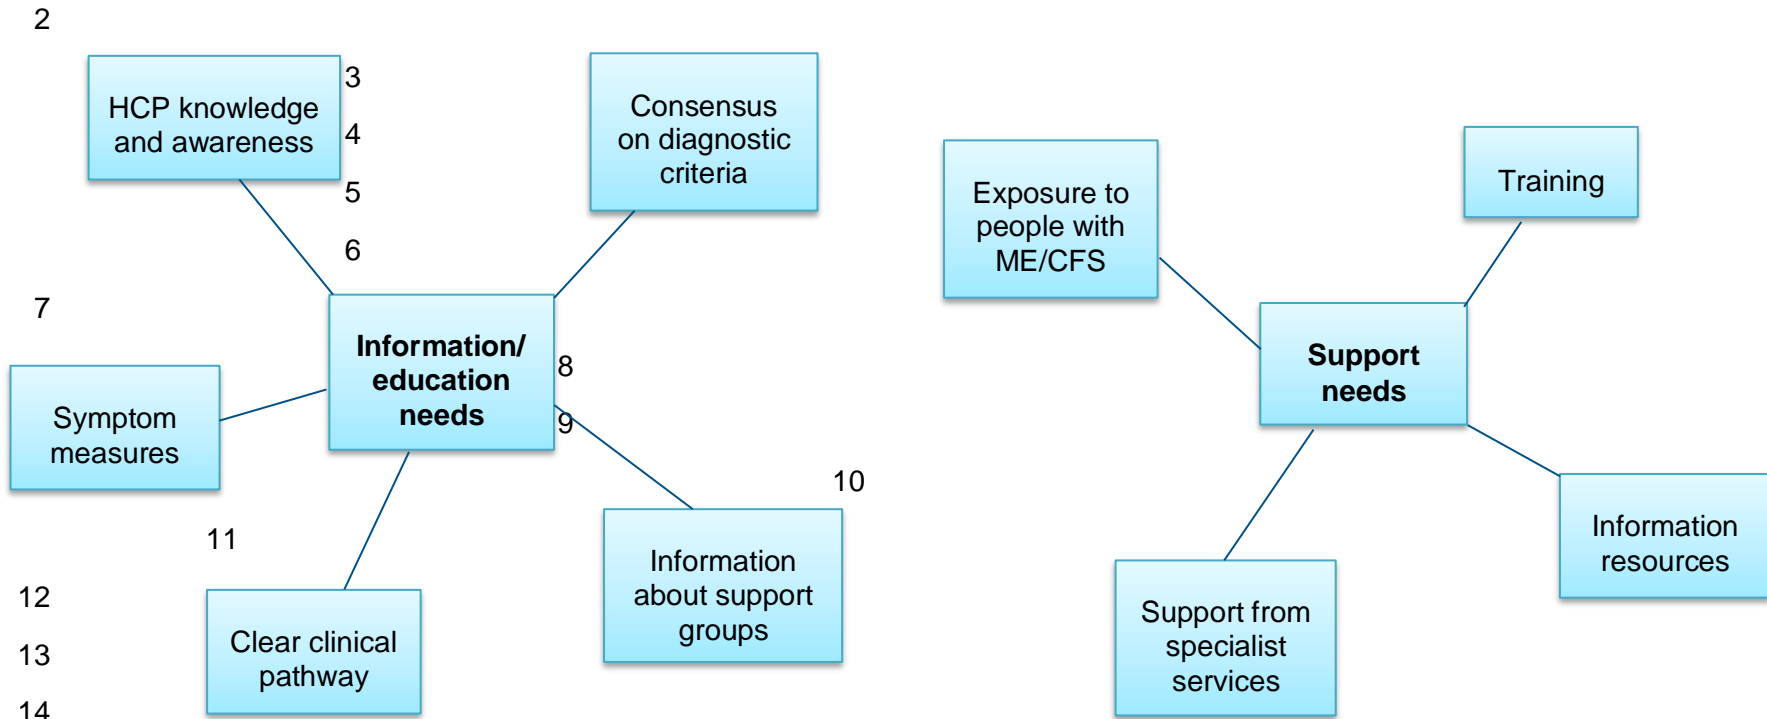 2
HCP knowledge
and awareness
3
4
5
6
Consensus
on diagnostic
criteria
Exposure to
people with
ME/CFS
Training
7
Information/
education
needs
8
9
Support
needs
Symptom
measures
10
11
Information
about support
groups
Information
resources
12
13
14
Clear clinical
pathway
Support from
specialist
services